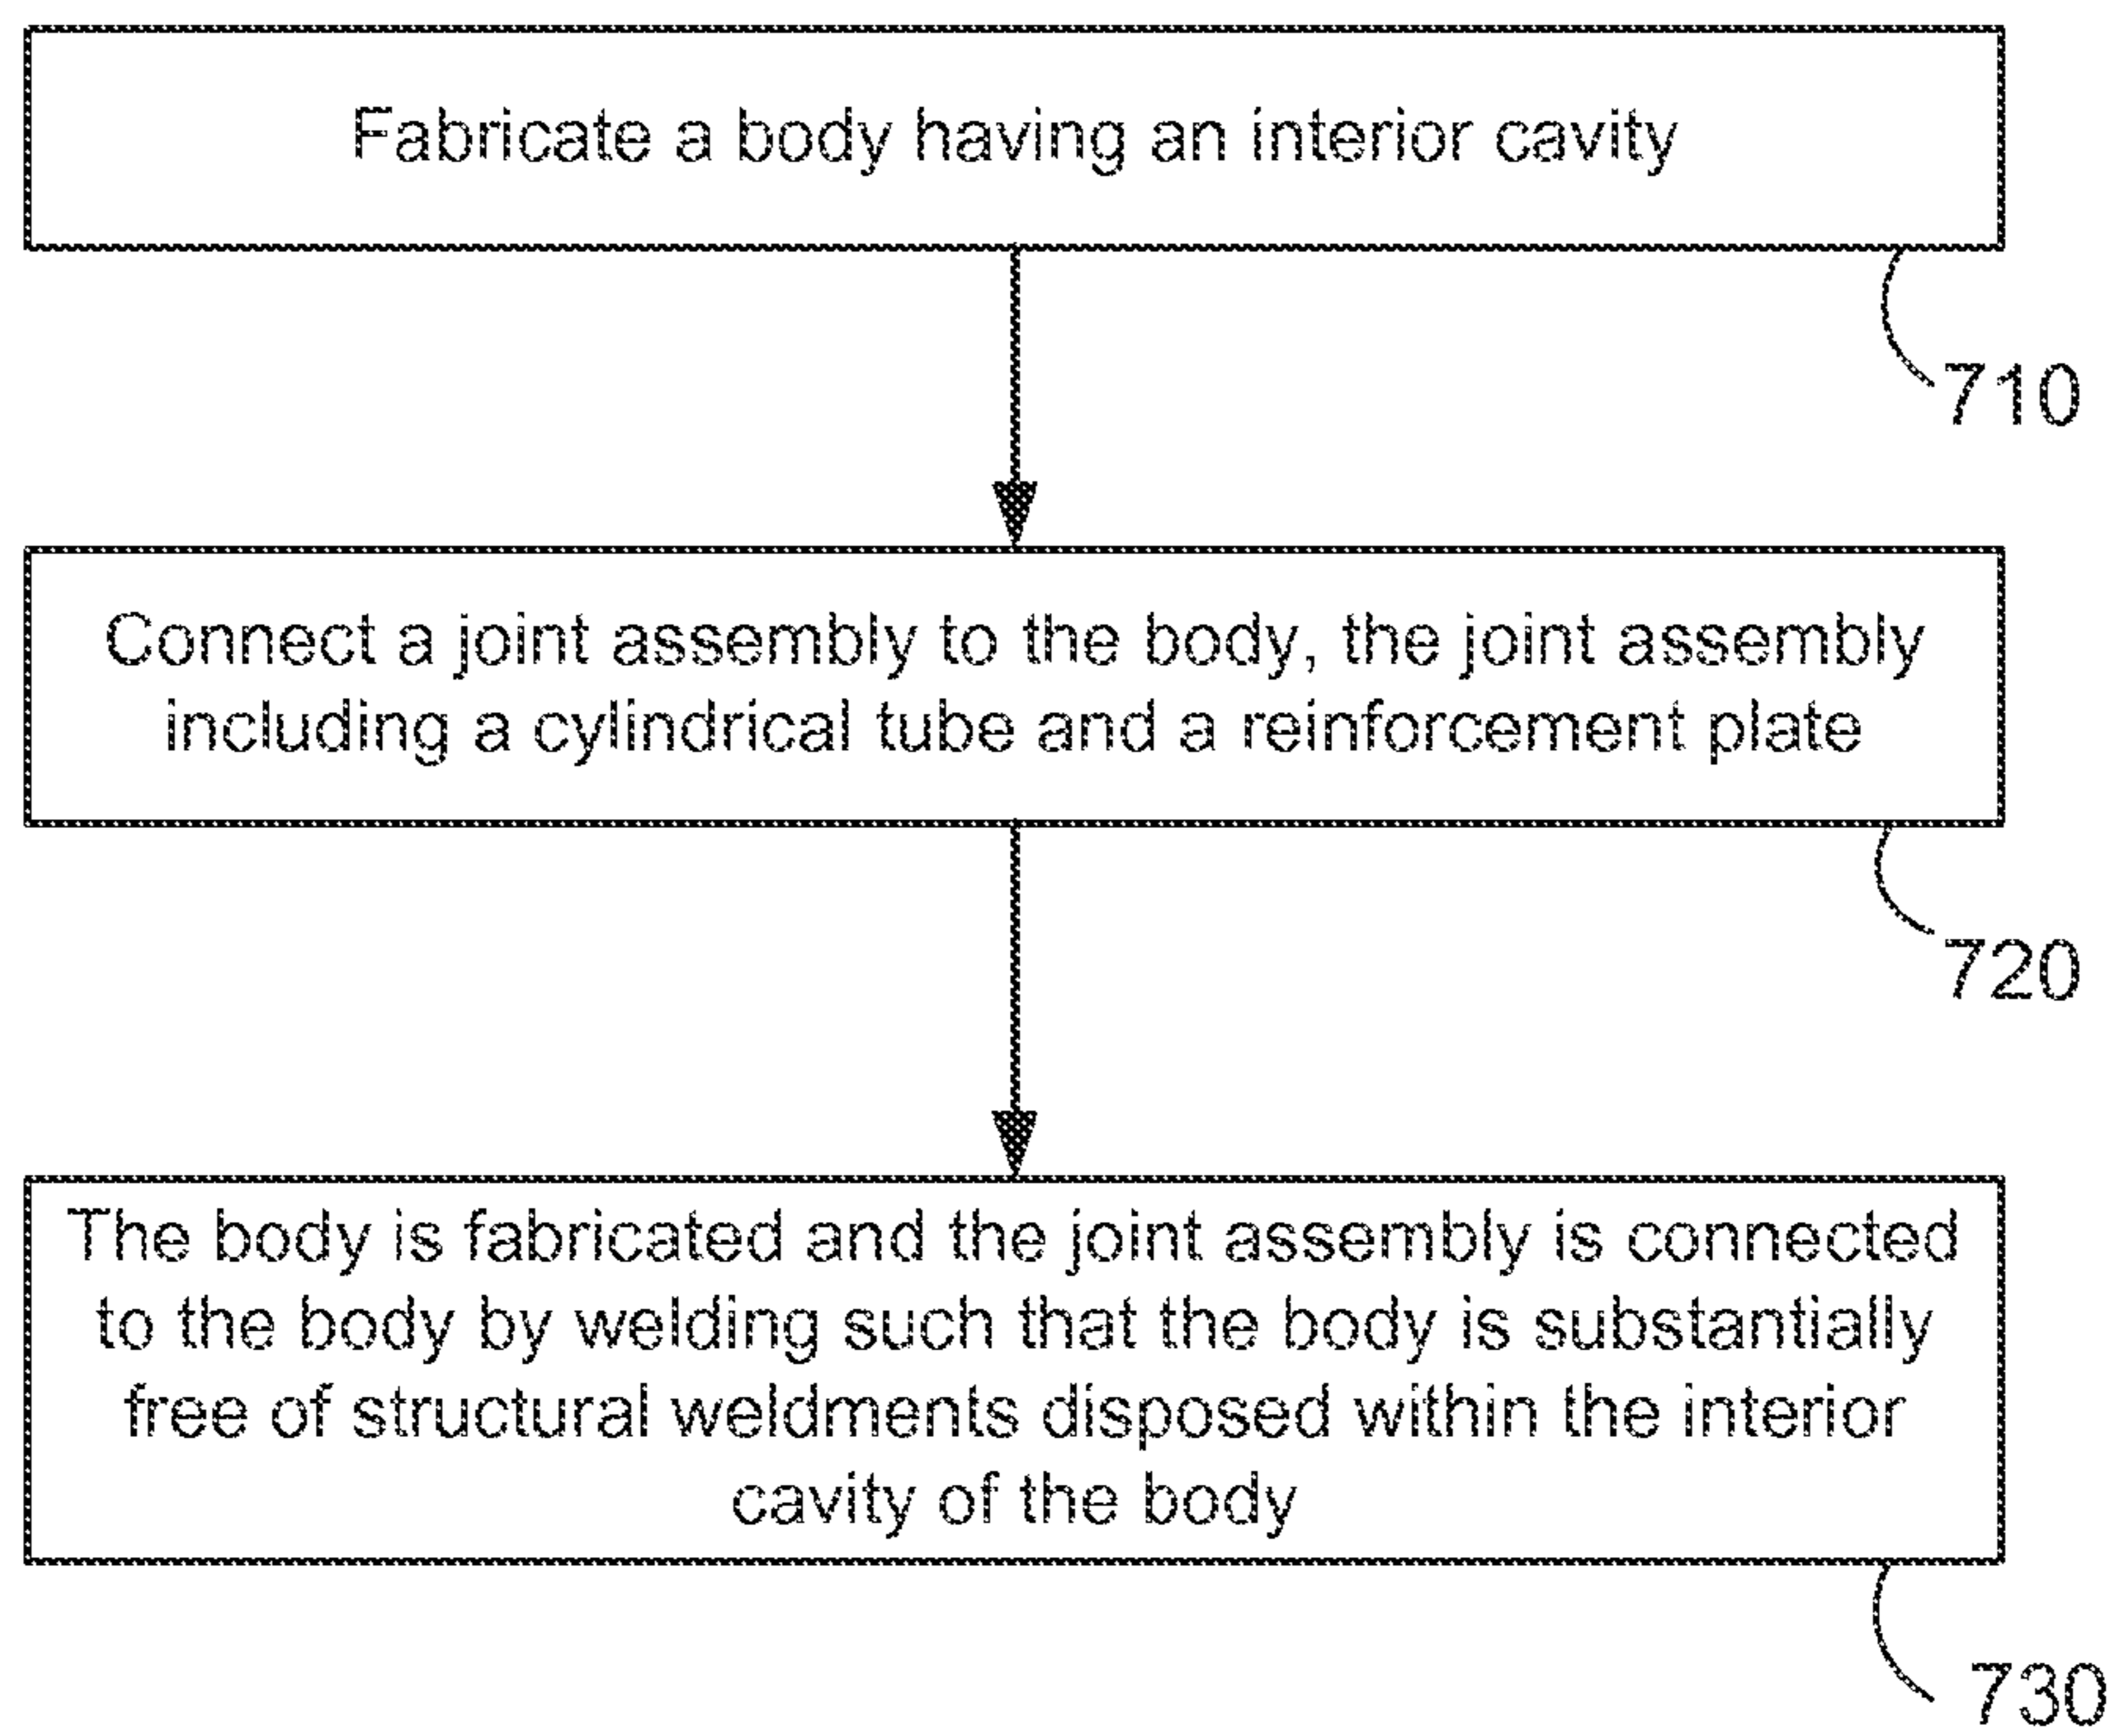 Fabricate a body having an interior cavity
710
Connect a joint assembly to the body, the joint assembly
including a cylindrical tube and a reinforcement plate
720
The body is fabricated and the joint assembly is connected
to the body by welding such that the body is substantially
free of structural weldments disposed within the interior
cavity of the body
730